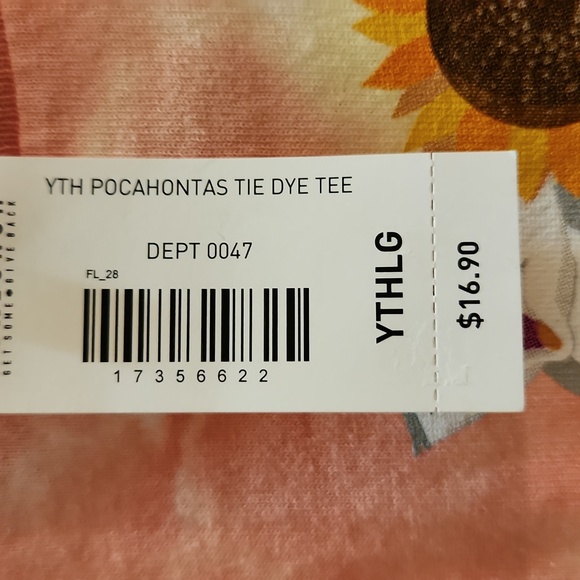 YTH POCAHONTAS TIE DYE TEE
DEPT 0047
FL_28
17356622
YTHLG
$16.90
GET SOME GIVE BACK